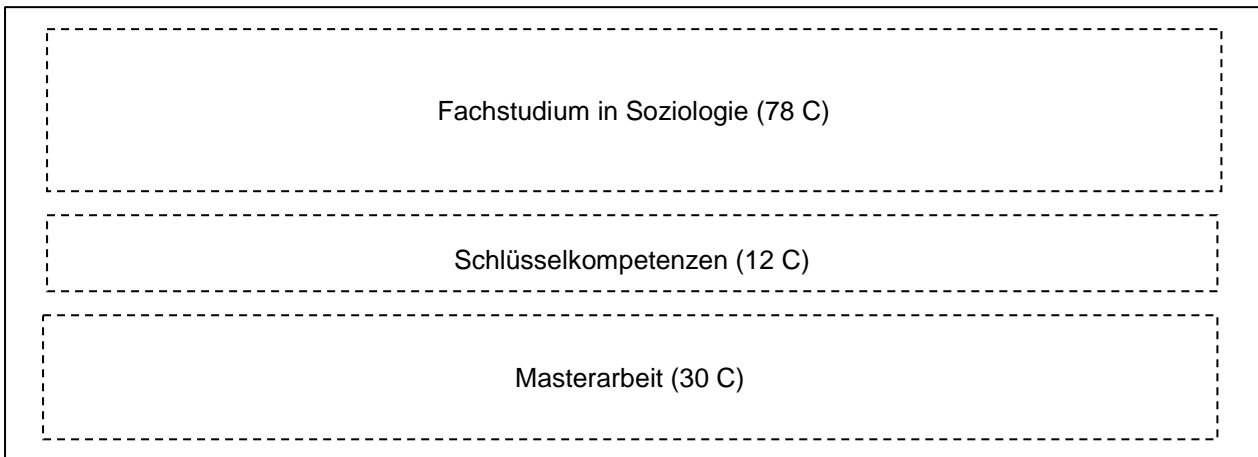 Fachstudium in Soziologie (78 C)
Schlüsselkompetenzen (12 C)
Masterarbeit (30 C)